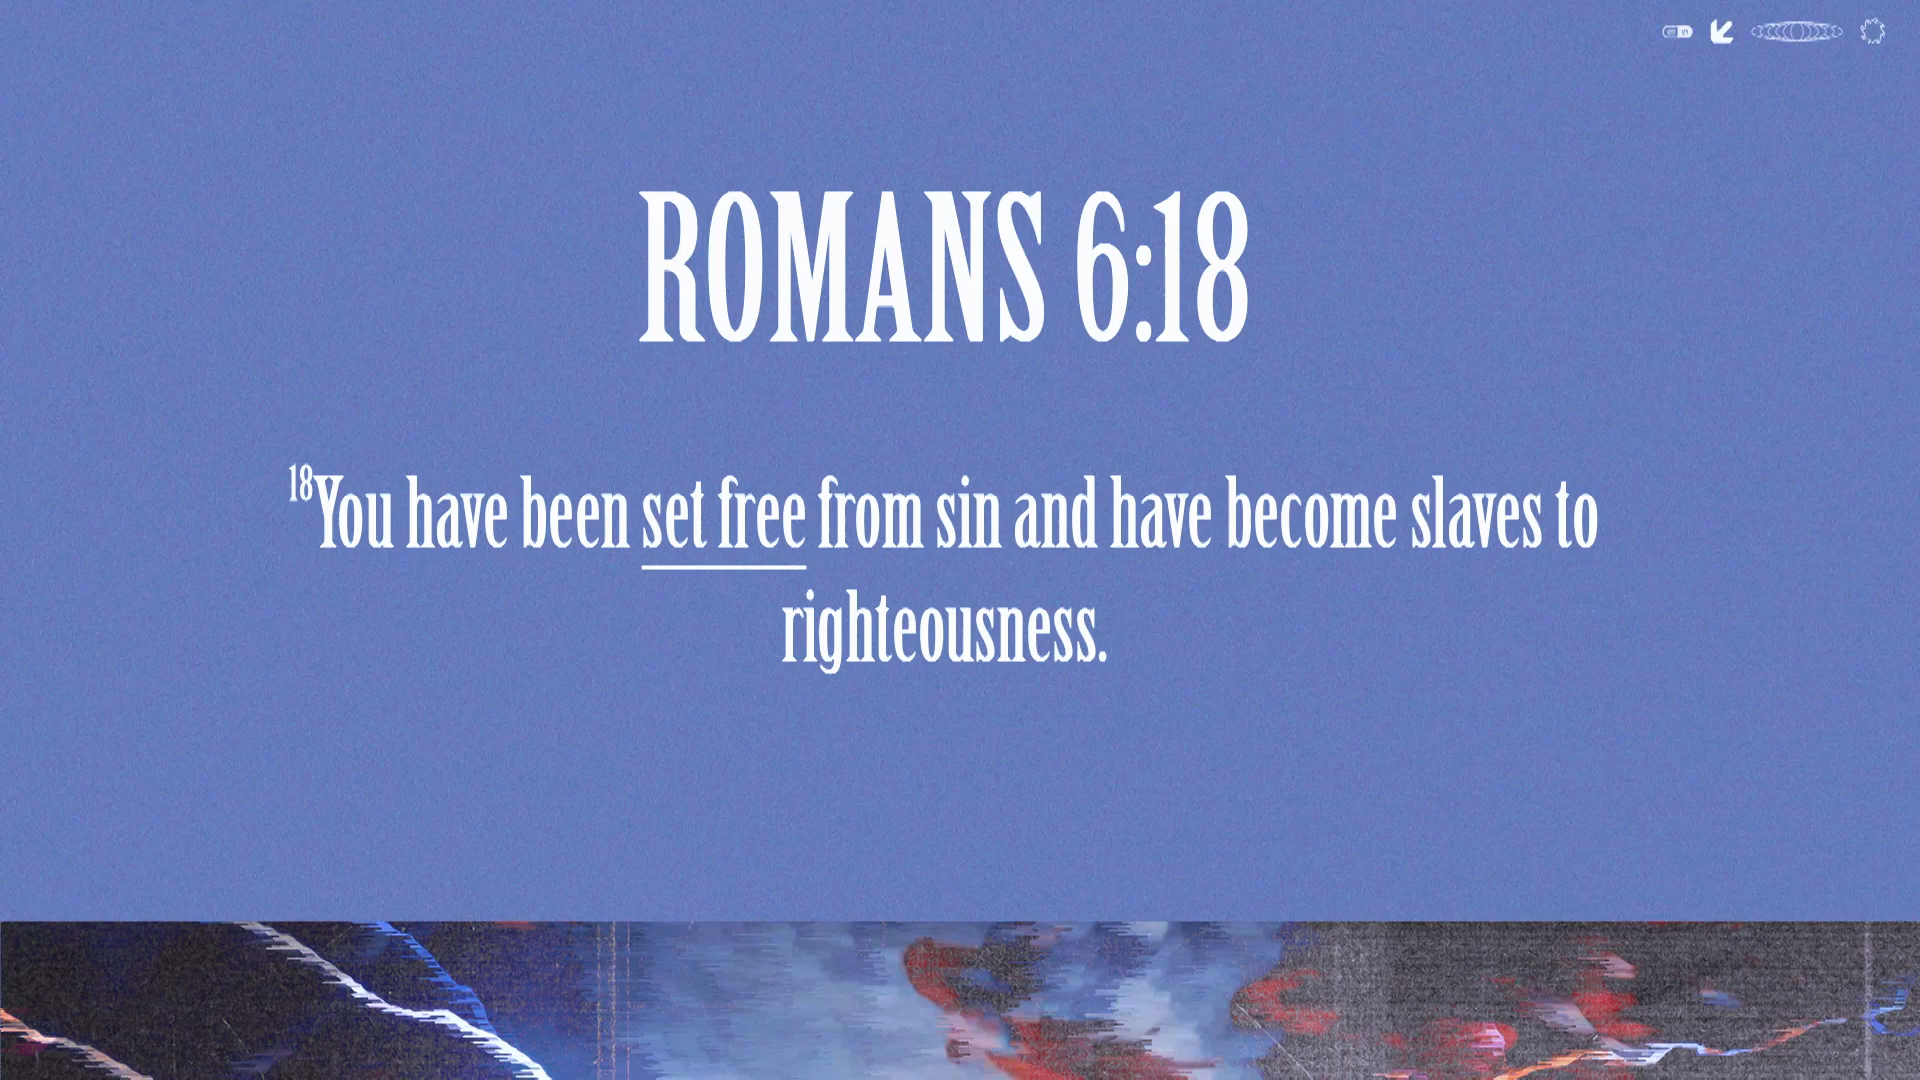 ROMANS 6:18
18You have been set free from sin and have become slaves to
righteousness.